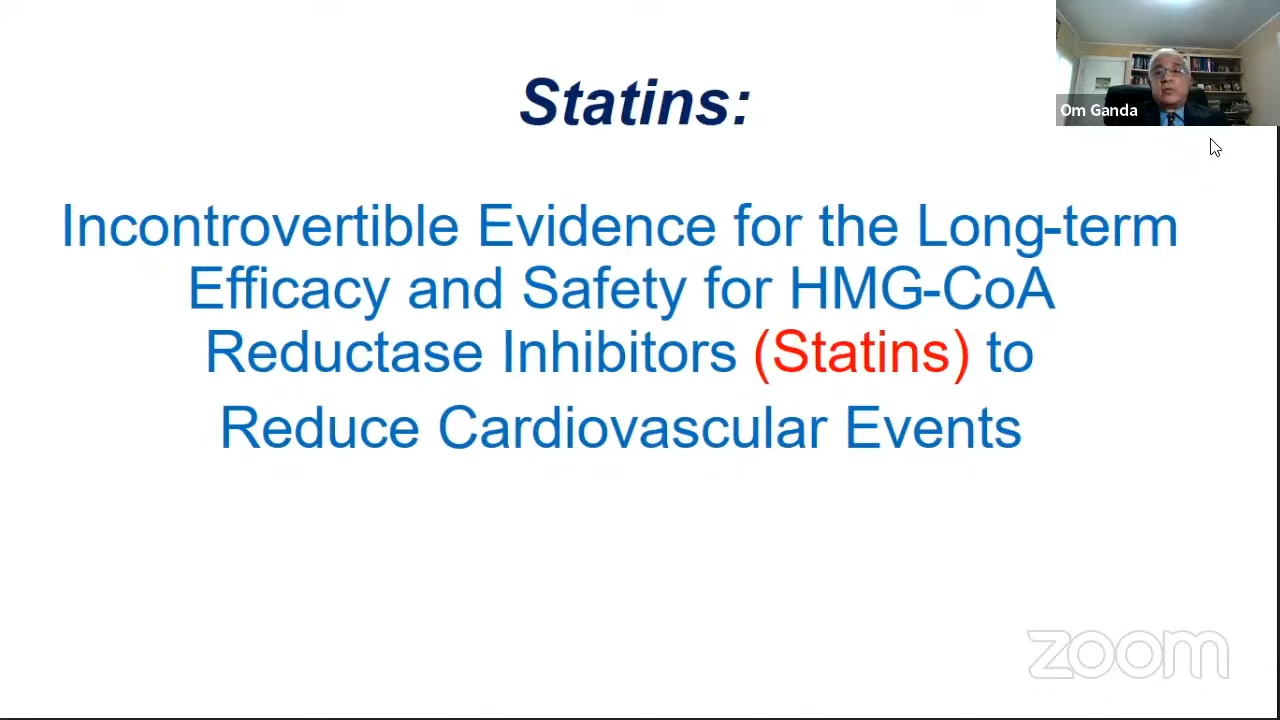 Statins:
Om Ganda
Incontrovertible Evidence for the Long-term
Efficacy and Safety for HMG-CoA
Reductase Inhibitors (Statins) to
Reduce Cardiovascular Events
zoom